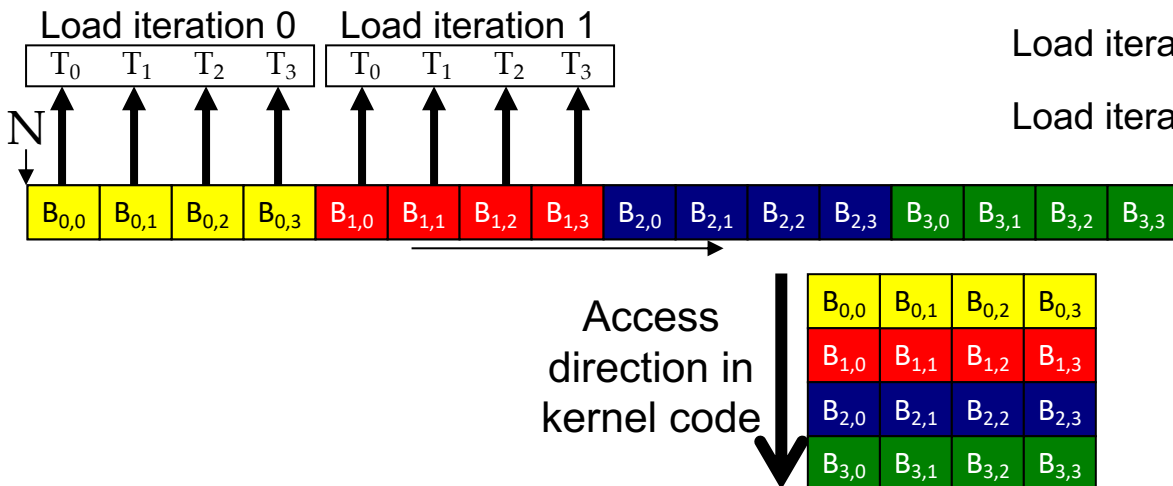 Load iteration 0 Load iteration 1
T0 T1 T2 T3 T0 T1 T2 T3
Load itera
Load itera
N
B0,0 B0,1 B0,2 B0,3 B1,0 B1,1 B1,2 B1,3 B2,0 B2,1 B2,2 B2,3 B3,0 B3,1 B3,2 B3,3
Access
direction in
kernel code
B0,0 B0,1 B0,2 B0,3
B1,0 B1,1 B1,2 B1,3
B2,0 B2,1 B2,2 B2,3
B3,0 B3,1 B3,2 B3,3